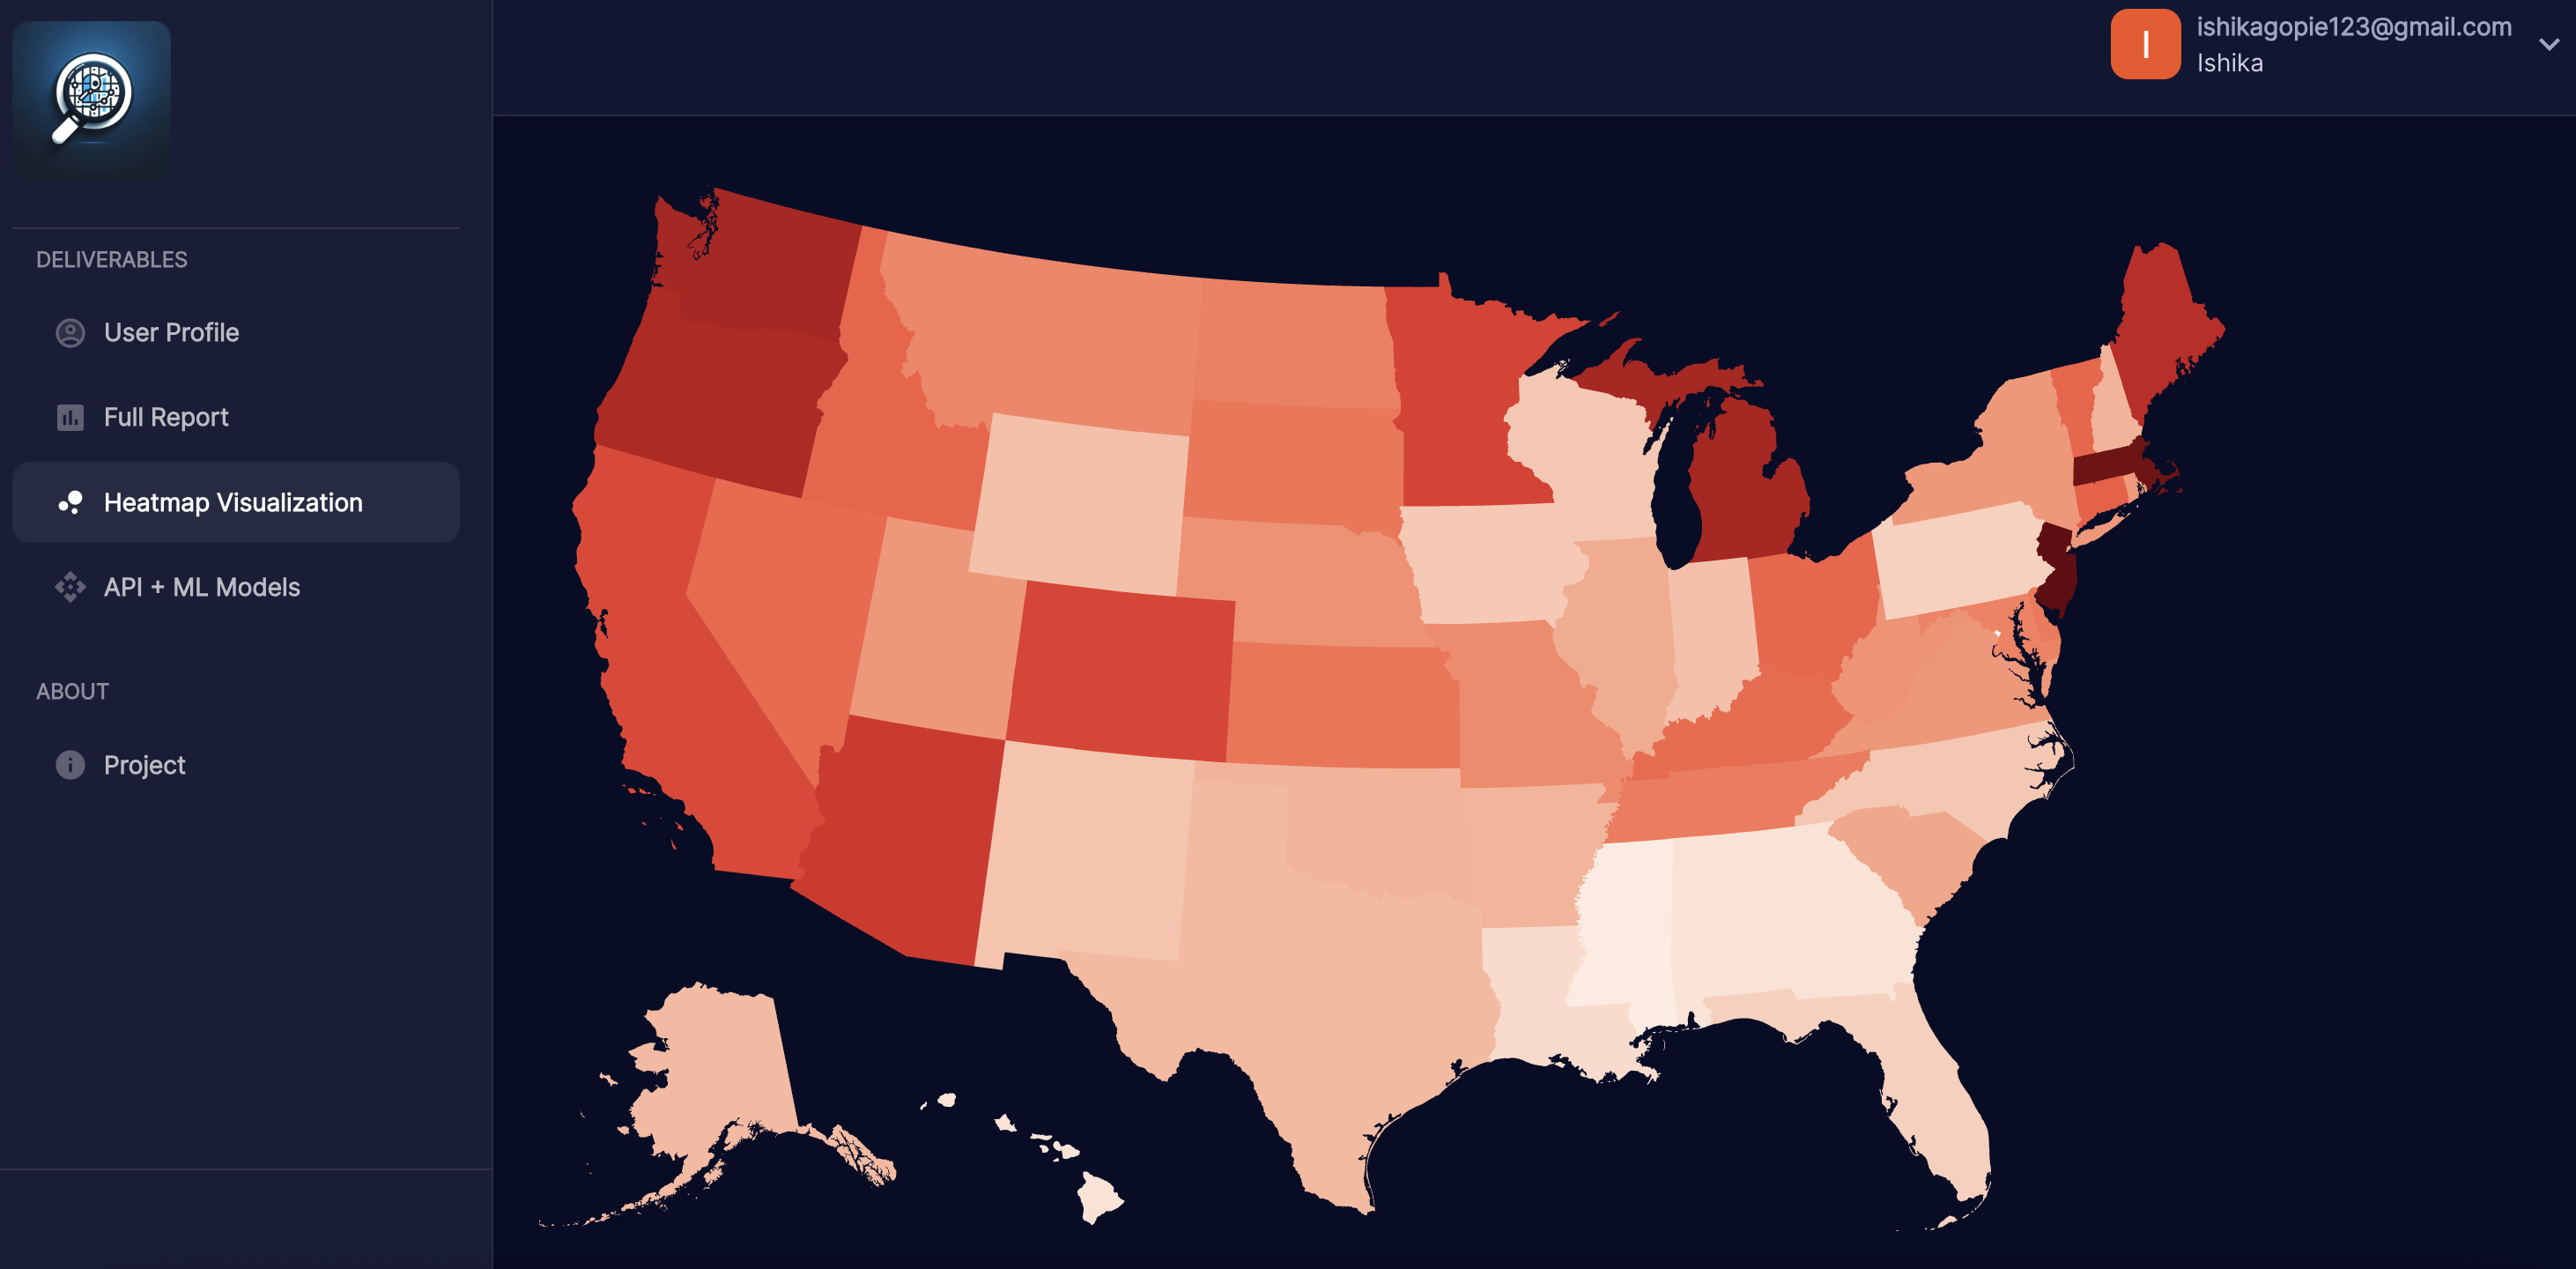 I
ishikagopie123@gmail.com
Ishika
DELIVERABLES
User Profile
Full Report
Heatmap Visualization
API + ML Models
ABOUT
Project